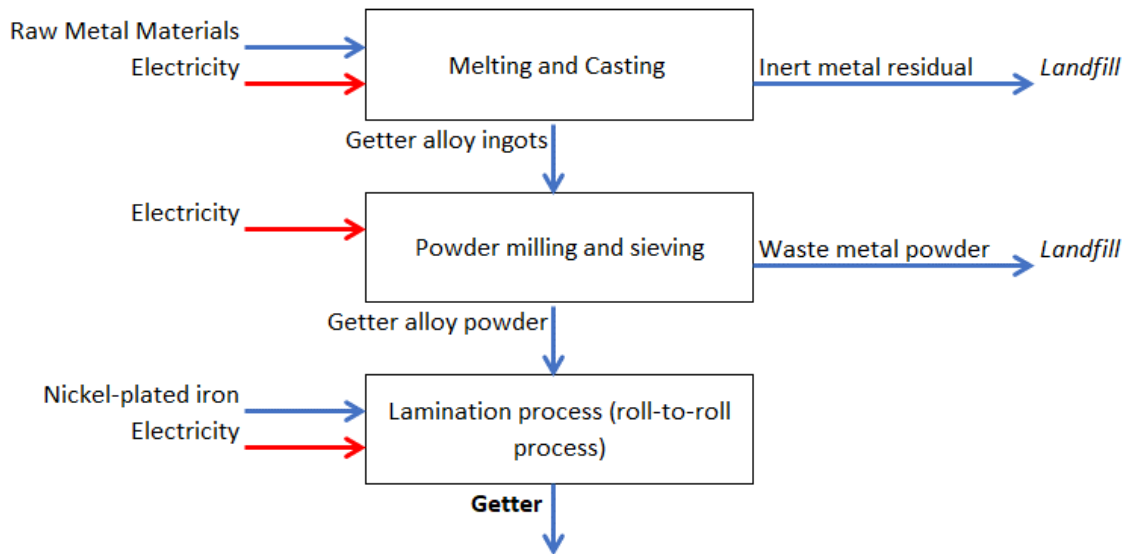 Raw Metal Materials
Electricity
Melting and Casting
Inert metal residual
Landfill
Getter alloy ingots
Electricity
Powder milling and sieving
Waste metal powder
Landfill
Getter alloy powder
Nickel-plated iron
Electricity
Lamination process (roll-to-roll
process)
Getter